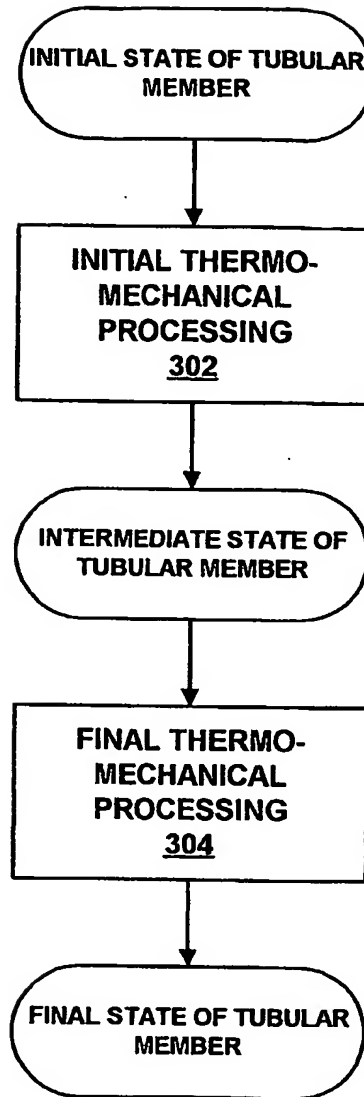 INITIAL STATE OF TUBULAR
MEMBER
INITIAL THERMO-
MECHANICAL
PROCESSING
302
INTERMEDIATE STATE OF
TUBULAR MEMBER
FINAL THERMO-
MECHANICAL
PROCESSING
304
FINAL STATE OF TUBULAR
MEMBER